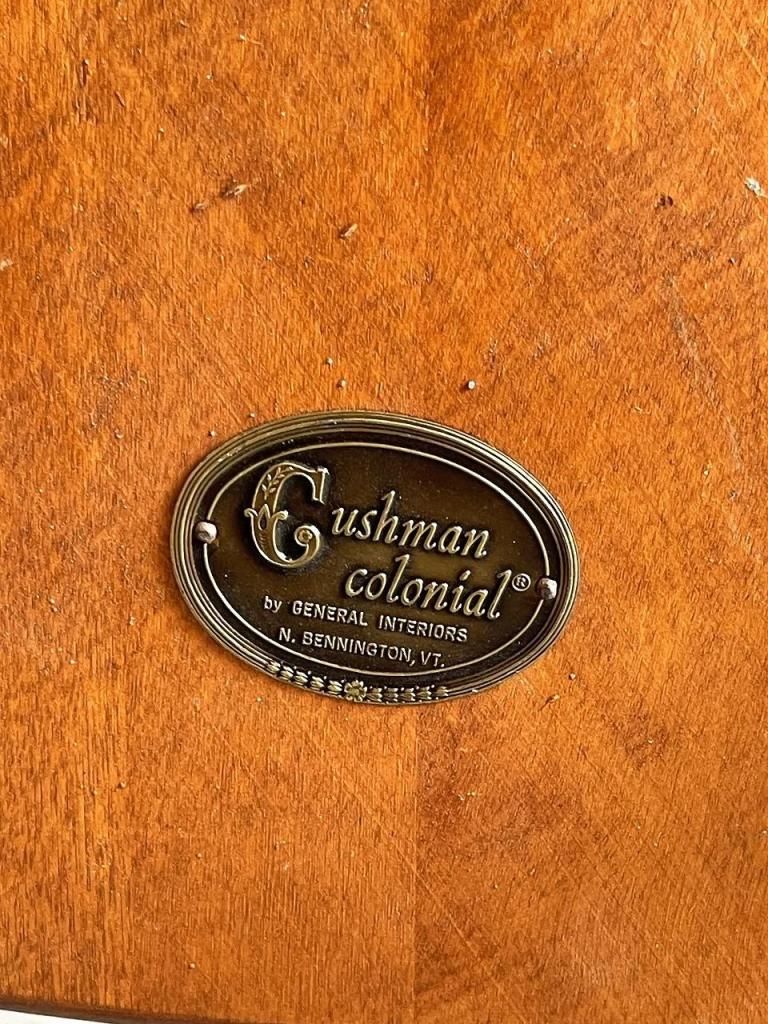 Cushman
colonial®
by GENERAL INTERIORS
N. BENNINGTON, VT.